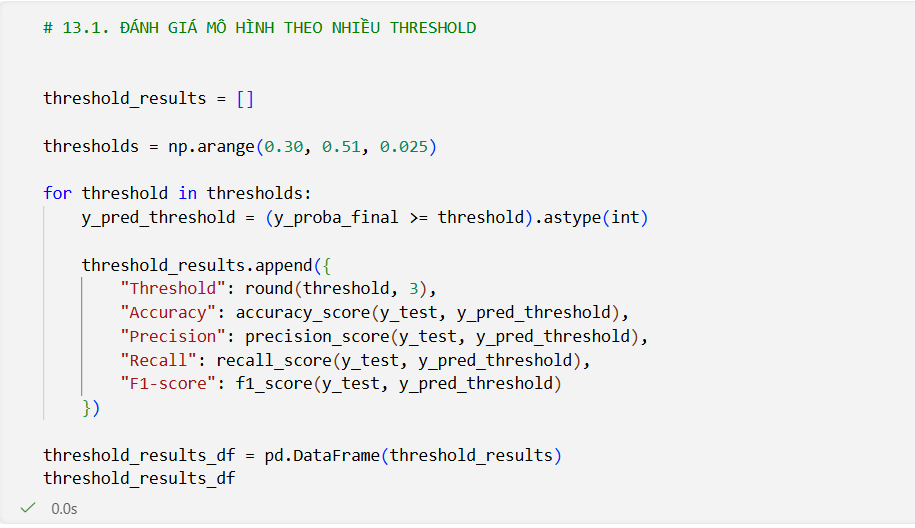 # 13.1. ĐÁNH GIÁ MÔ HÌNH THEO NHIỀU THRESHOLD
threshold_results = []
thresholds = np.arange(0.30, 0.51, 0.025)
for threshold in thresholds:
    y_pred_threshold = (y_proba_final >= threshold).astype(int)
    threshold_results.append({
        "Threshold": round(threshold, 3),
        "Accuracy": accuracy_score(y_test, y_pred_threshold),
        "Precision": precision_score(y_test, y_pred_threshold),
        "Recall": recall_score(y_test, y_pred_threshold),
        "F1-score": f1_score(y_test, y_pred_threshold)
    })
threshold_results_df = pd.DataFrame(threshold_results)
threshold_results_df
0.0s